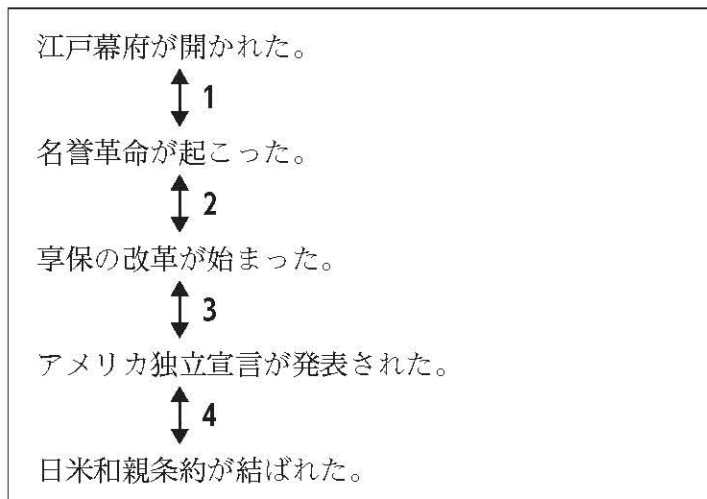 江戸幕府が開かれた。
1
名誉革命が起こった。
2
享保の改革が始まった。
3
アメリカ独立宣言が発表された。
4
日米和親条約が結ばれた。